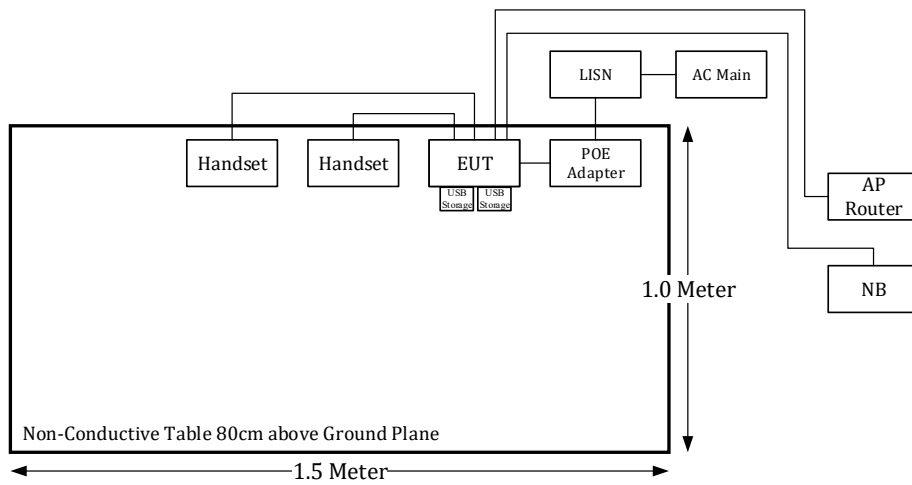 LISN
AC Main
Handset
Handset
EUT
POE
Adapter
USB
Storage
USB
Storage
AP
Router
NB
1.0 Meter
Non-Conductive Table 80cm above Ground Plane
1.5 Meter